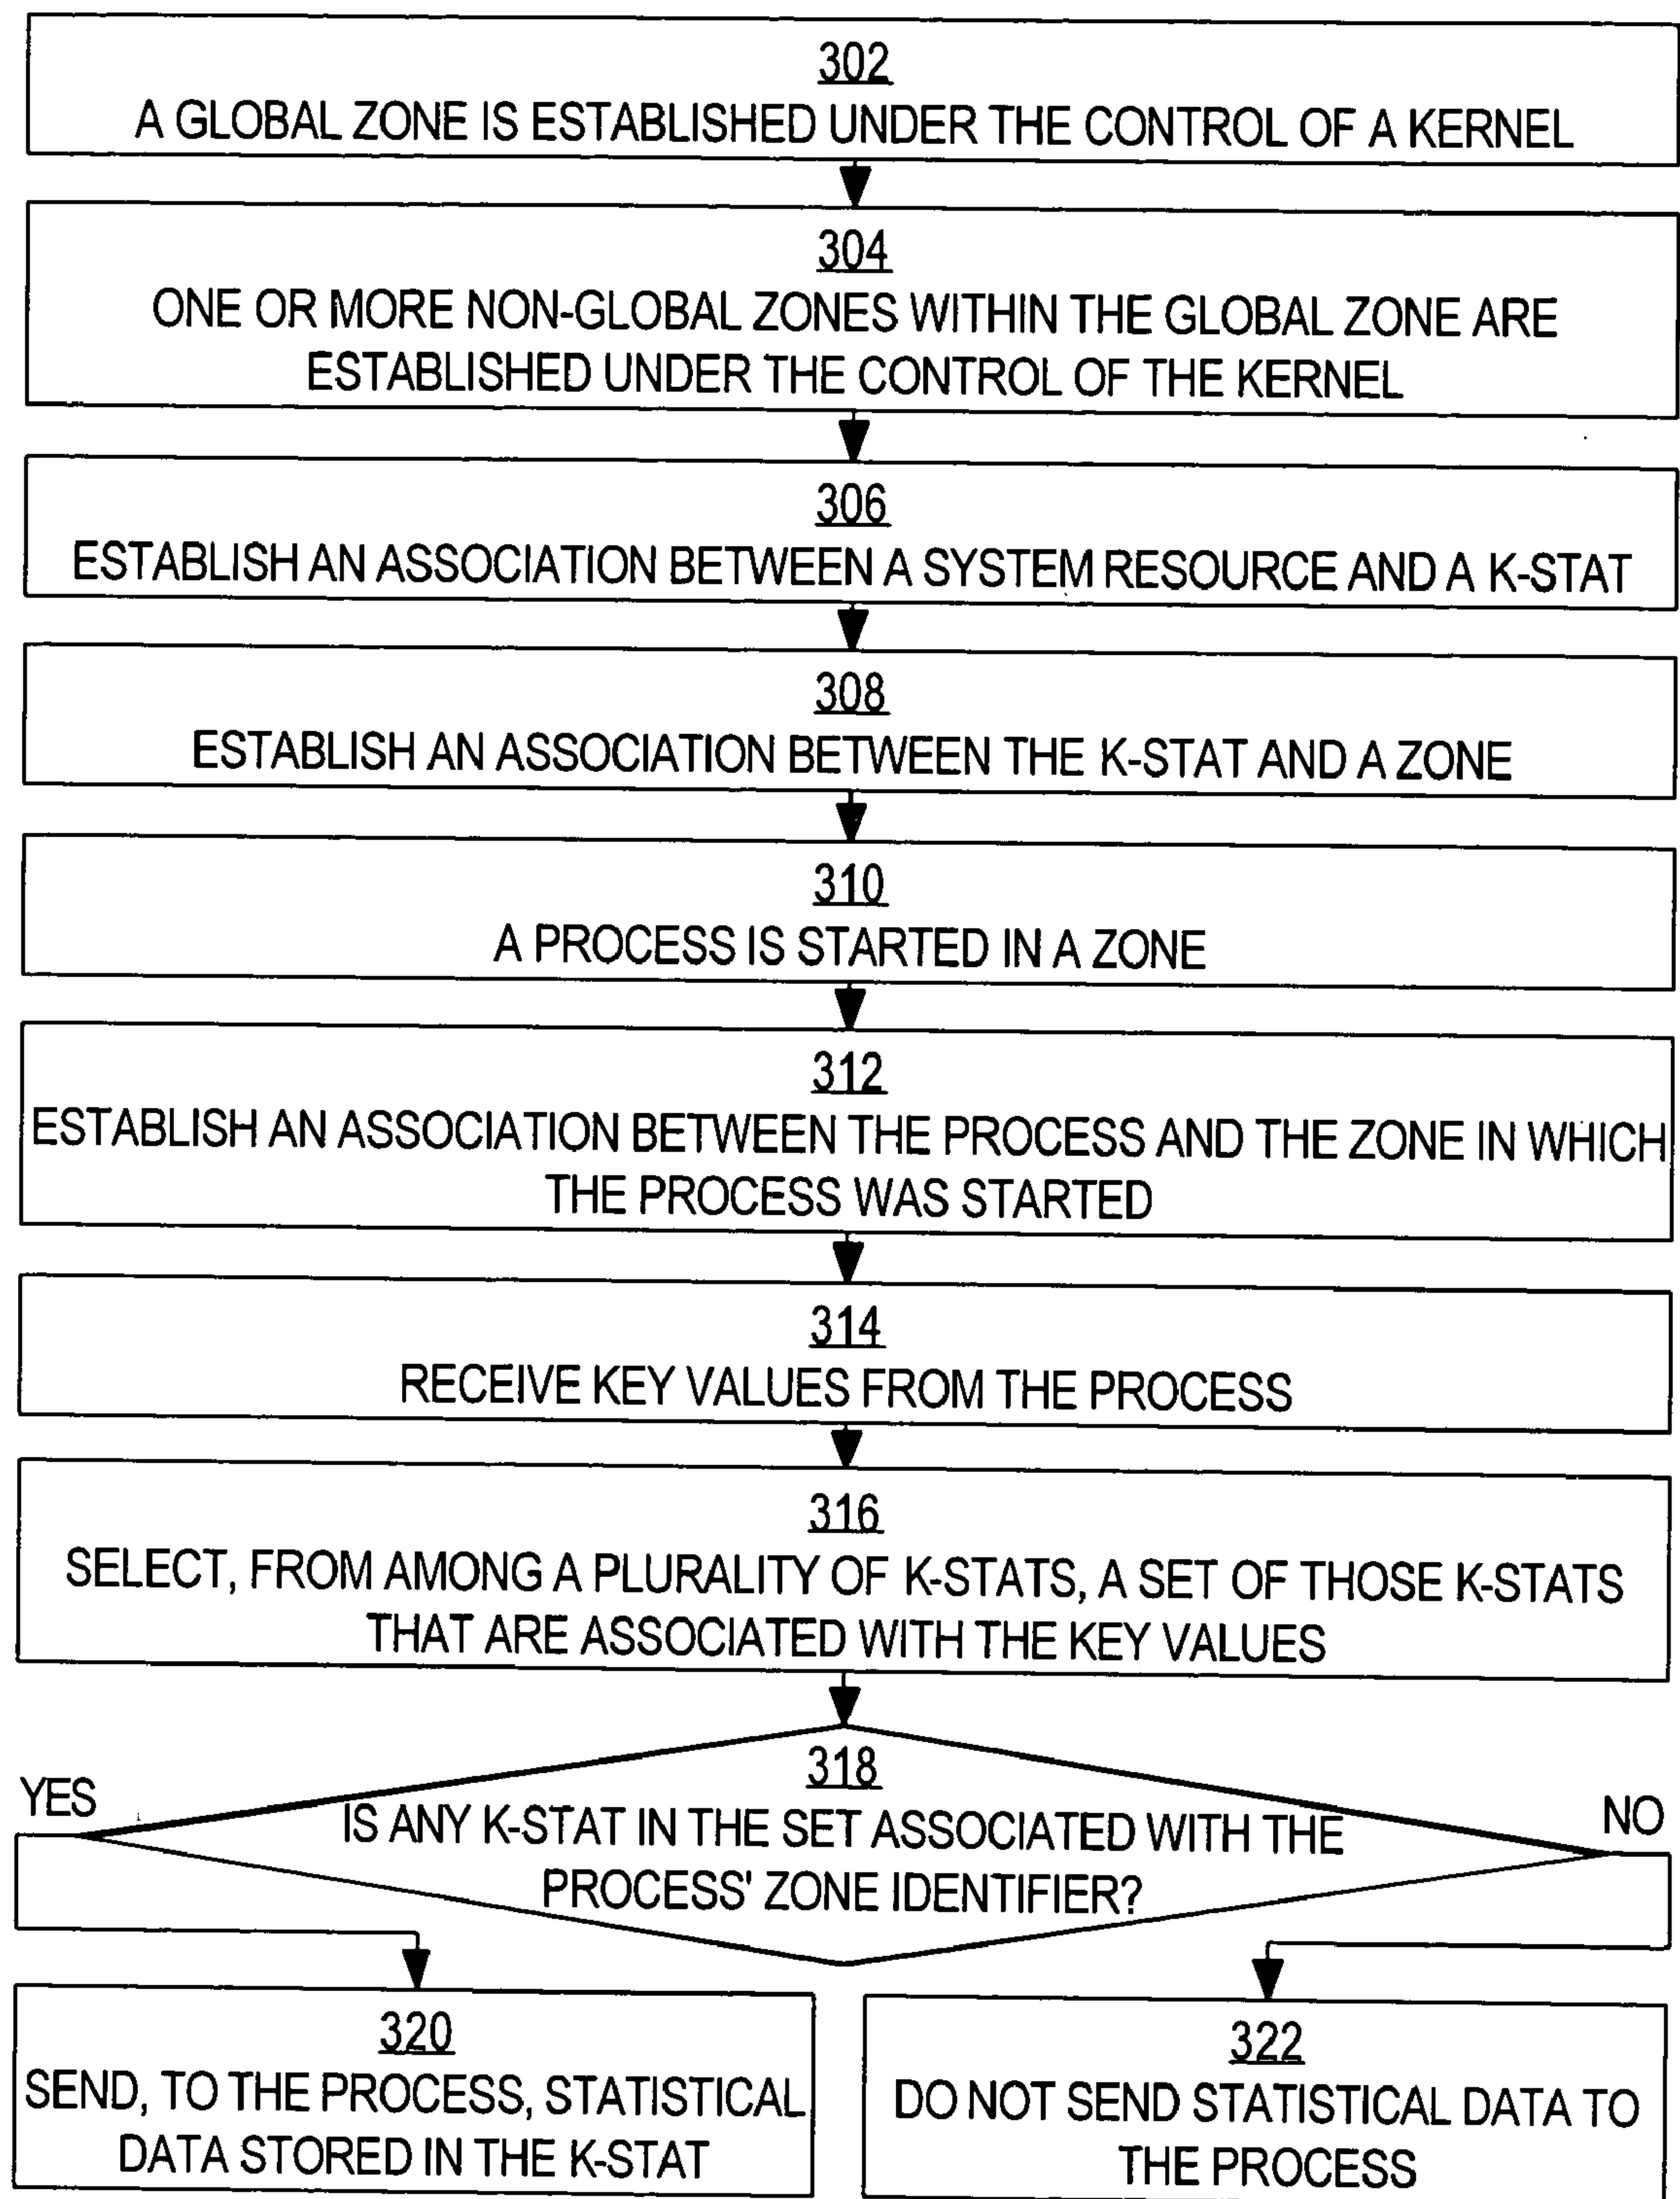 302
A GLOBAL ZONE IS ESTABLISHED UNDER THE CONTROL OF A KERNEL
304
ONE OR MORE NON-GLOBAL ZONES WITHIN THE GLOBAL ZONE ARE
ESTABLISHED UNDER THE CONTROL OF THE KERNEL
306
ESTABLISH AN ASSOCIATION BETWEEN A SYSTEM RESOURCE AND A K-STAT
308
ESTABLISH AN ASSOCIATION BETWEEN THE K-STAT AND A ZONE
310
A PROCESS IS STARTED IN A ZONE
312
ESTABLISH AN ASSOCIATION BETWEEN THE PROCESS AND THE ZONE IN WHICH
THE PROCESS WAS STARTED
314
RECEIVE KEY VALUES FROM THE PROCESS
316
SELECT, FROM AMONG A PLURALITY OF K-STATS, A SET OF THOSE K-STATS
THAT ARE ASSOCIATED WITH THE KEY VALUES
318
YES
IS ANY K-STAT IN THE SET ASSOCIATED WITH THE
NO
PROCESS' ZONE IDENTIFIER?
320
SEND, TO THE PROCESS, STATISTICAL
DATA STORED IN THE K-STAT
322
DO NOT SEND STATISTICAL DATA TO
THE PROCESS